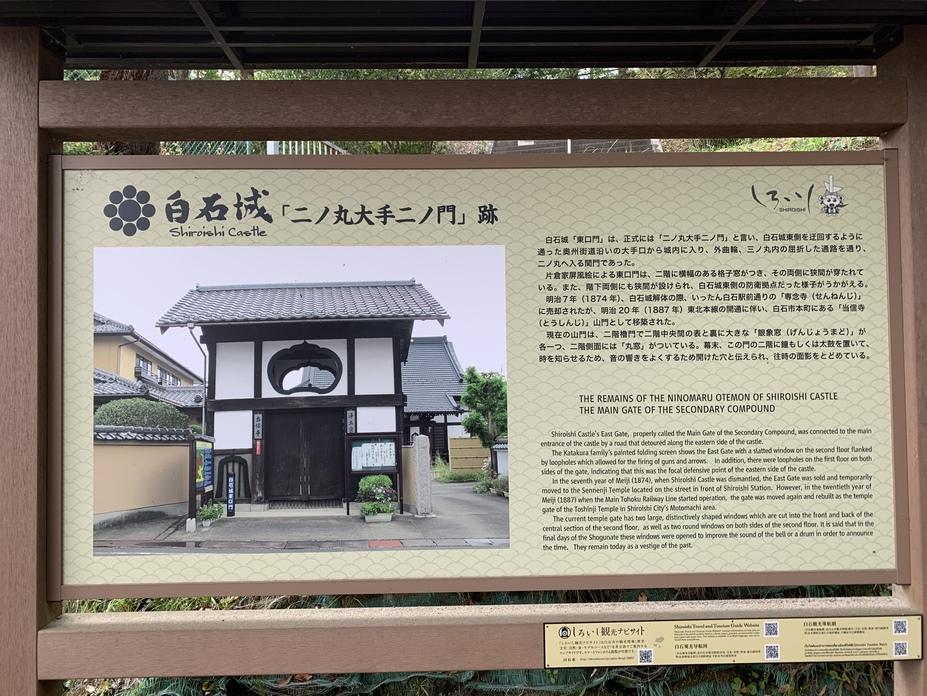 白石城「二ノ丸大手二ノ門」跡
Shiroishi Castle
しろいし
SHIROISHI
白石城「東口門」は、正式には「二ノ丸大手二ノ門」と言い、白石城東側を迂回するように
通った奥州街道沿いの大手口から城内に入り、外曲輪、三ノ丸内の屈折した通路を通り、
二ノ丸へ入る関門であった。
片倉家屏風絵による東口門は、二階に横幅のある格子窓がつき、その両側に狭間が穿たれて
いる。また、階下両側にも狭間が設けられ、白石城東側の防衛拠点だった様子がうかがえる。
明治7年（1874年）、白石城解体の際、いったん白石駅前通りの「専念寺（せんねんじ）」
に売却されたが、明治20年（1887年）東北本線の開通に伴い、白石市本町にある「当信寺
（とうしんじ）」山門として移築された。
現在の山門は、二階櫓門で二階中央間の表と裏に大きな「眼象窓（げんじょうまど）」が
各一つ、二階側面には「丸窓」がついている。幕末、この門の二階に鐘もしくは太鼓を置いて、
時を知らせるため、音の響きをよくするため開けた穴と伝えられ、往時の面影をとどめている。
THE REMAINS OF THE NINOMARU OTEMON OF SHIROISHI CASTLE
THE MAIN GATE OF THE SECONDARY COMPOUND
Shiroishi Castle's East Gate, properly called the Main Gate of the Secondary Compound, was connected to the main
entrance of the castle by a road that detoured along the eastern side of the castle.
The Katakura family's painted folding screen shows the East Gate with a slatted window on the second floor flanked
by loopholes which allowed for the firing of guns and arrows. In addition, there were loopholes on the first floor on both
sides of the gate, indicating that this was the focal defensive point of the eastern side of the castle.
In the seventh year of Meiji (1874), when Shiroishi Castle was dismantled, the East Gate was sold and temporarily
moved to the Sennenji Temple located on the street in front of Shiroishi Station. However, in the twentieth year of
Meiji (1887) when the Main Tohoku Railway Line started operation, the gate was moved again and rebuilt as the temple
gate of the Toshinji Temple in Shiroishi City's Motomachi area.
The current temple gate has two large, distinctively shaped windows which are cut into the front and back of the
central section of the second floor, as well as two round windows on both sides of the second floor. It is said that in the
final days of the Shogunate these windows were opened to improve the sound of the bell or a drum in order to announce
the time. They remain today as a vestige of the past.
しろいし観光ナビサイト
Shiroishi Travel and Tourism Guide Website
白石观光导航网
白石觀光導航網